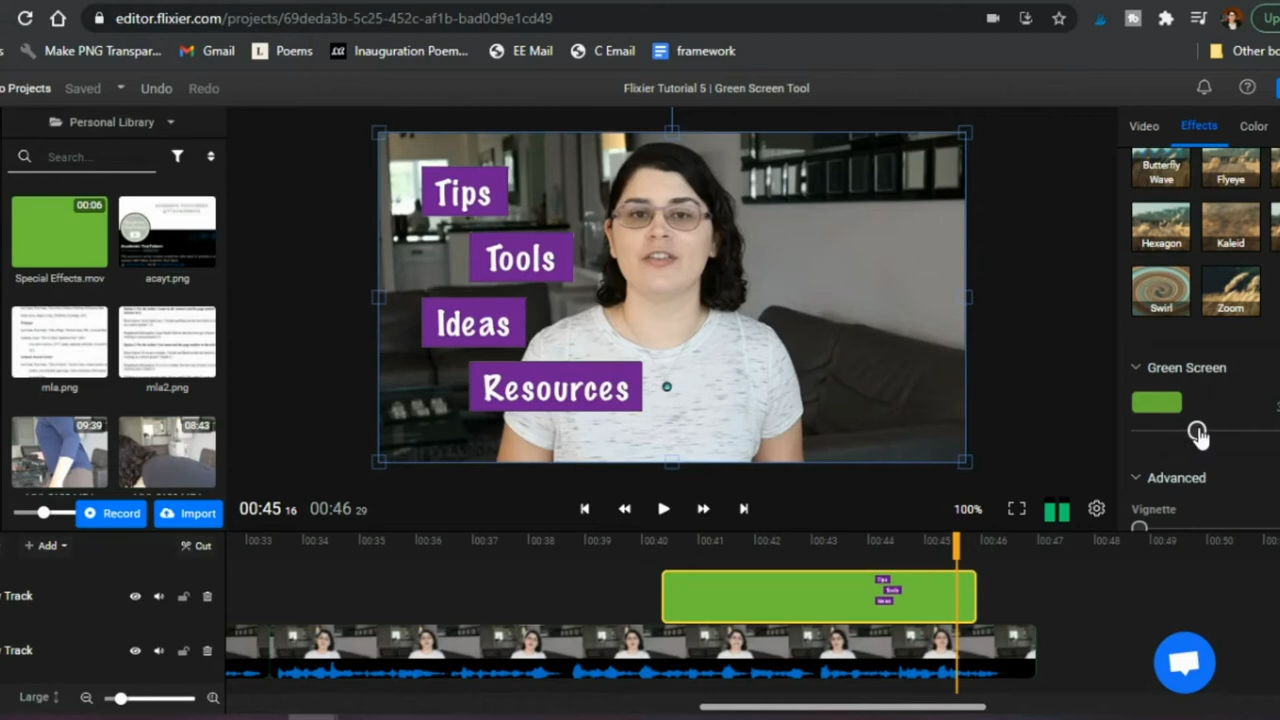 editor.flixier.com/projects/69deda3b-5c25-452c-af1b-bad0d9e1cd49
Make PNG Transpar... Gmail Poems Inauguration Poem... EE Mail C Email framework Other bo
o Projects Saved Undo Redo Flixier Tutorial 5 | Green Screen Tool
Personal Library
Search...
00:06
Special Effects.mov acayt.png
mla.png mla2.png
09:39 08:43
Record Import
Tips
Tools
Ideas
Resources
Video Effects Color
Butterfly Wave Flyeye
Hexagon Kaleid
Swirl Zoom
Green Screen
Advanced
Vignette
00:45 16 00:46 29 100%
Add Cut 00:33 00:34 00:35 00:36 00:37 00:38 00:39 00:40 00:41 00:42 00:43 00:44 00:45 00:46 00:47 00:48 00:49 00:50
Track
Tips
Tools
Ideas
Track
Large